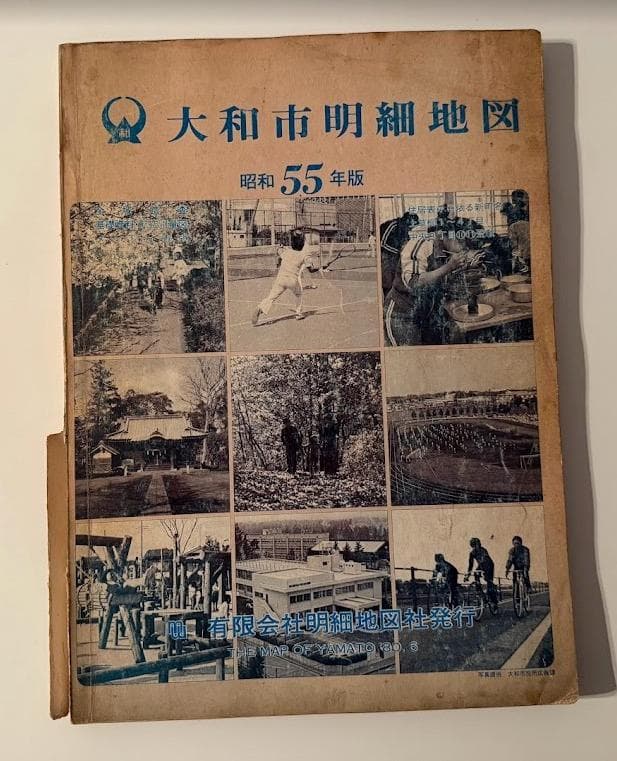 大和市明細地図
昭和55年版
有限会社明細地図社発行
THE MAP OF YAMATO '80, 6
写真提供 大和市役所広報課